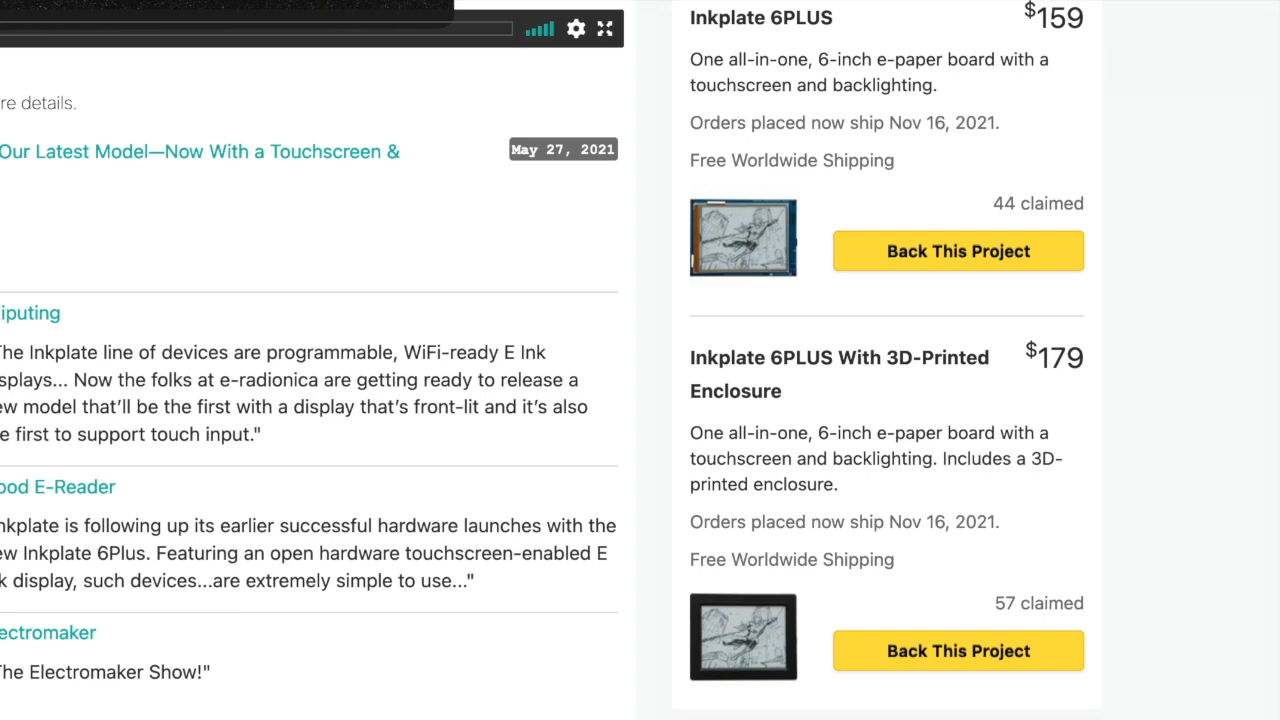 re details.
Our Latest Model—Now With a Touchscreen &
May 27, 2021
iputing
The Inkplate line of devices are programmable, WiFi-ready E Ink
splays... Now the folks at e-radionica are getting ready to release a
ew model that'll be the first with a display that's front-lit and it's also
e first to support touch input."
ood E-Reader
nkplate is following up its earlier successful hardware launches with the
ew Inkplate 6Plus. Featuring an open hardware touchscreen-enabled E
k display, such devices...are extremely simple to use..."
lectromaker
The Electromaker Show!"
Inkplate 6PLUS
$159
One all-in-one, 6-inch e-paper board with a
touchscreen and backlighting.
Orders placed now ship Nov 16, 2021.
Free Worldwide Shipping
44 claimed
Back This Project
Inkplate 6PLUS With 3D-Printed
Enclosure
$179
One all-in-one, 6-inch e-paper board with a
touchscreen and backlighting. Includes a 3D-
printed enclosure.
Orders placed now ship Nov 16, 2021.
Free Worldwide Shipping
57 claimed
Back This Project